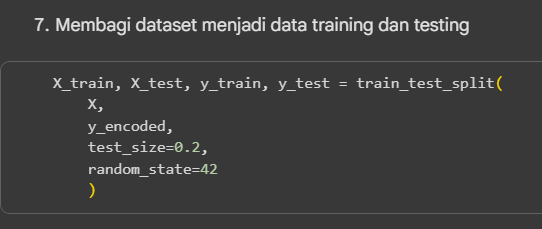 7. Membagi dataset menjadi data training dan testing
X_train, X_test, y_train, y_test = train_test_split(
X,
y_encoded,
test_size=0.2,
random_state=42
)